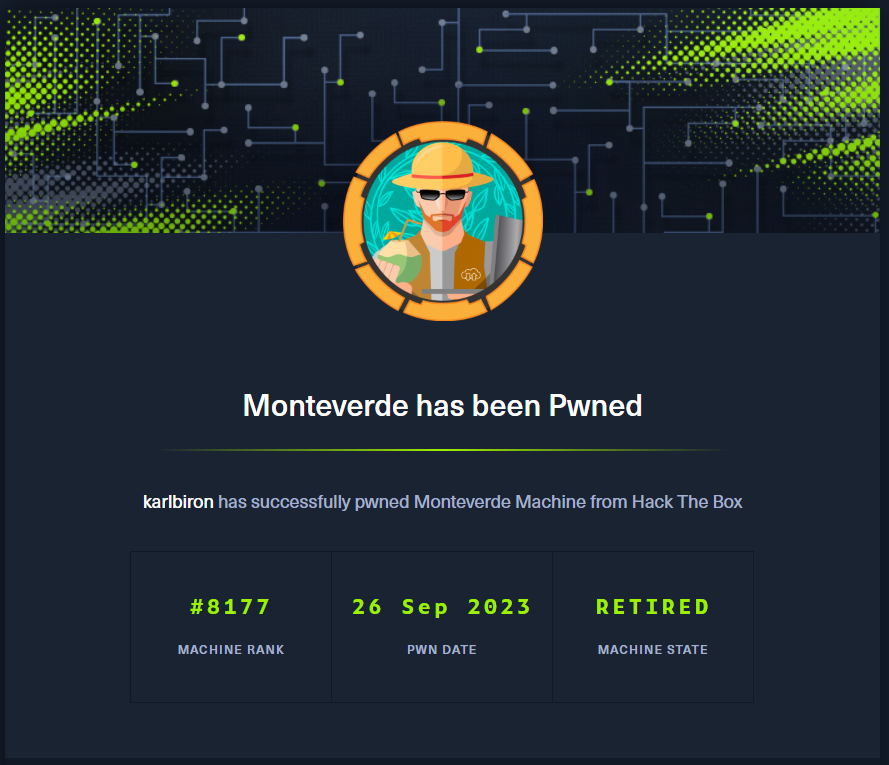 Monteverde has been Pwned
karlbiron has successfully pwned Monteverde Machine from Hack The Box
#8177 26 Sep 2023 RETIRED
MACHINE RANK PWN DATE MACHINE STATE